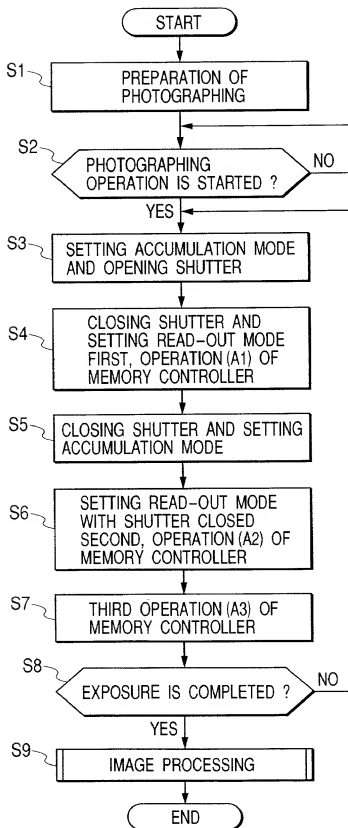 START
S1
PREPARATION OF
PHOTOGRAPHING
S2
PHOTOGRAPHING
OPERATION IS STARTED ?
NO
YES
S3
SETTING ACCUMULATION MODE
AND OPENING SHUTTER
S4
CLOSING SHUTTER AND
SETTING READ-OUT MODE
FIRST, OPERATION (A1) OF
MEMORY CONTROLLER
S5
CLOSING SHUTTER AND SETTING
ACCUMULATION MODE
S6
SETTING READ-OUT MODE
WITH SHUTTER CLOSED
SECOND, OPERATION (A2) OF
MEMORY CONTROLLER
S7
THIRD OPERATION (A3) OF
MEMORY CONTROLLER
S8
EXPOSURE IS COMPLETED ?
NO
YES
S9
IMAGE PROCESSING
END